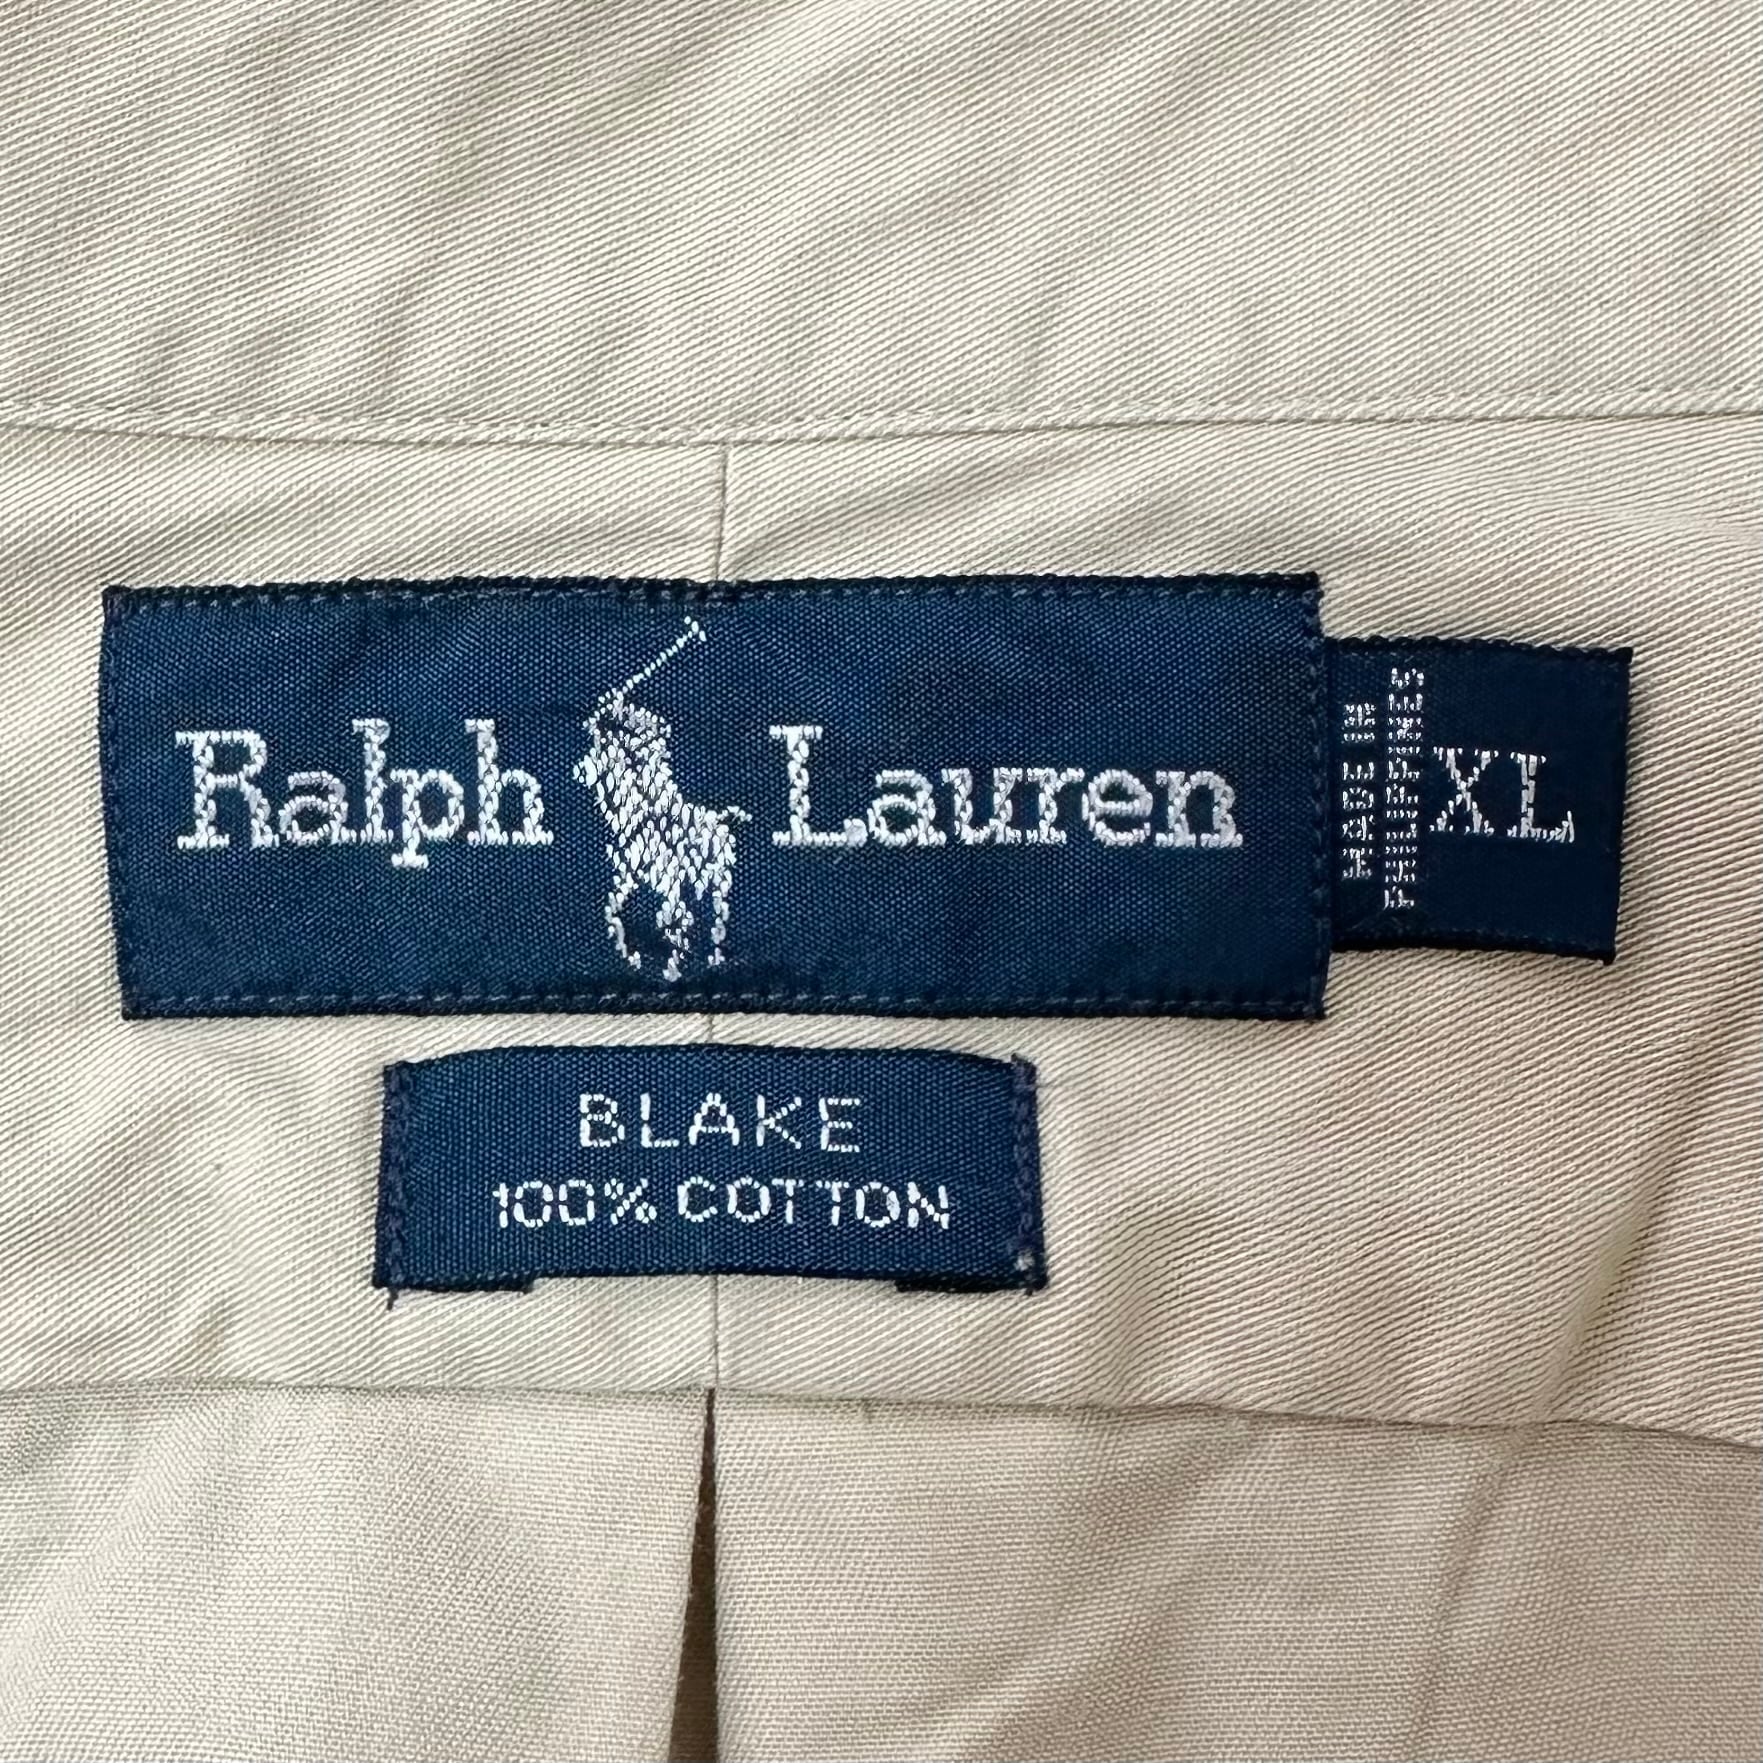 Ralph Lauren
MADE IN
PHILIPPINES
XL
BLAKE
100% COTTON